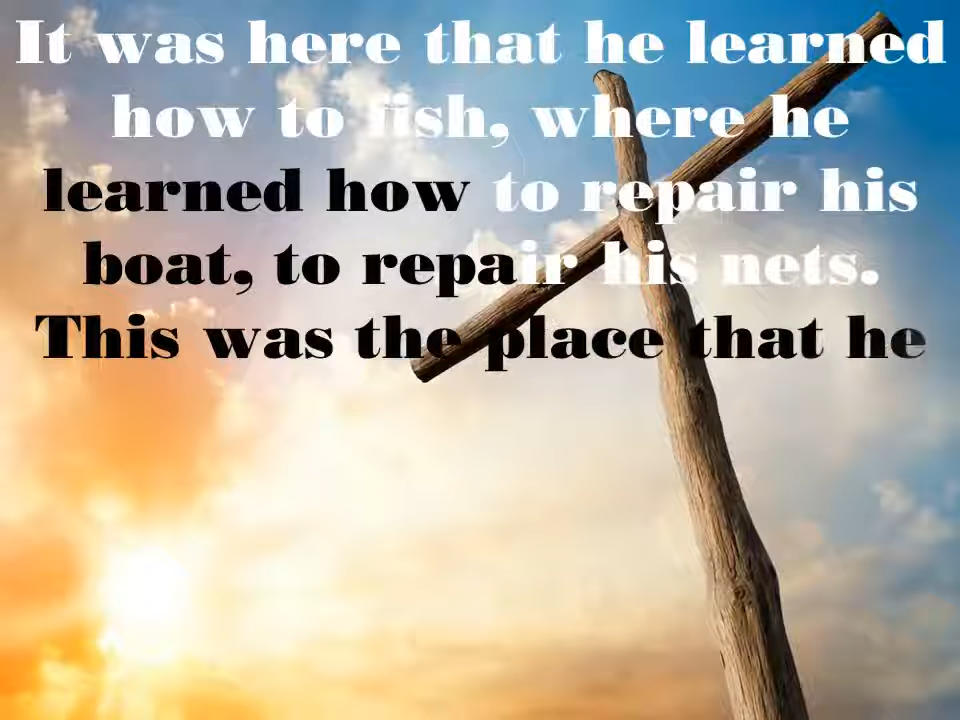 It was here that he learned
how to fish, where he
learned how to repair his
boat, to repair his nets.
This was the place that he